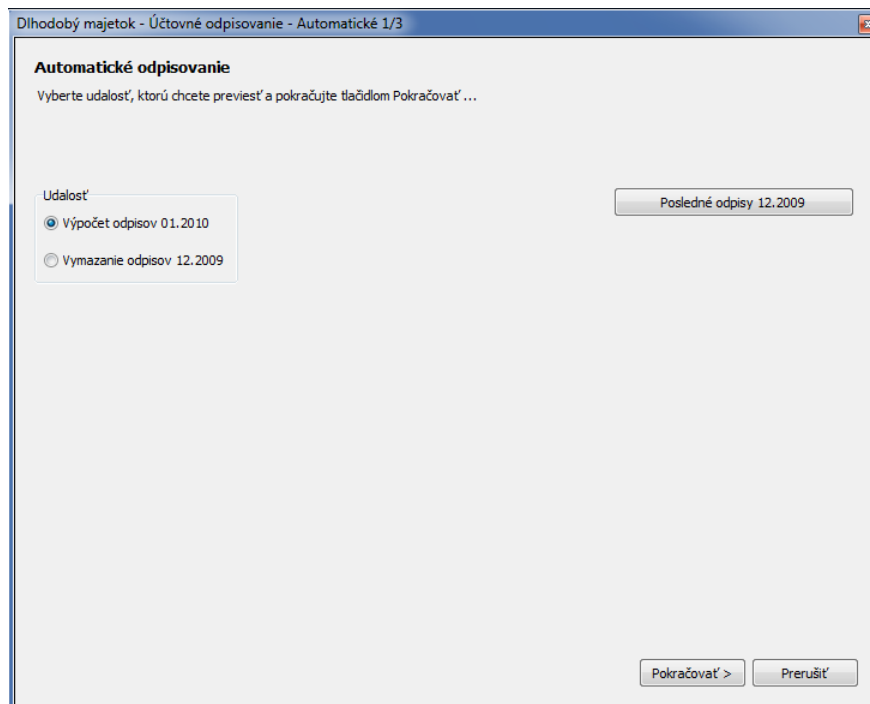 Dlhodobý majetok - Účtovné odpisovanie - Automatické 1/3
Automatické odpisovanie
Vyberte udalosť, ktorú chcete previesť a pokračujte tlačidlom Pokračovať ...
Udalosť
Posledné odpisy 12.2009
Výpočet odpisov 01.2010
Vymazanie odpisov 12.2009
Pokračovať >
Prerušiť